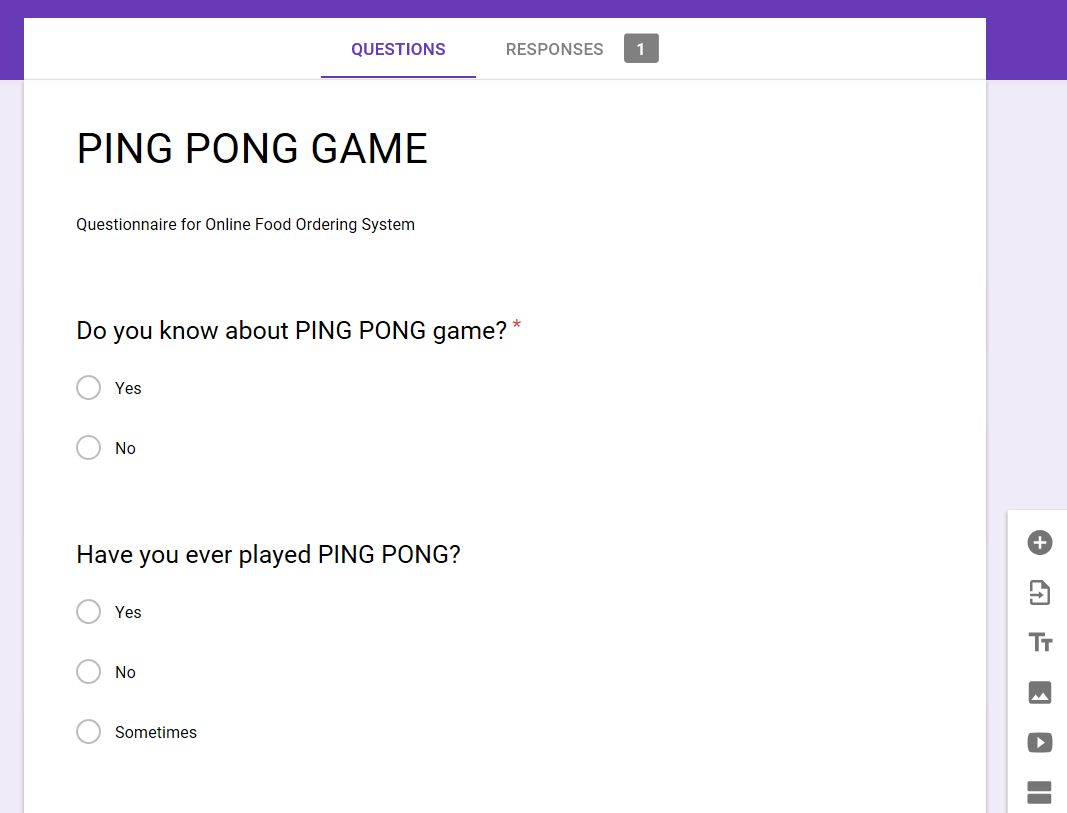 QUESTIONS RESPONSES 1
PING PONG GAME
Questionnaire for Online Food Ordering System
Do you know about PING PONG game? *
Yes
No
Have you ever played PING PONG?
Yes
No
Sometimes